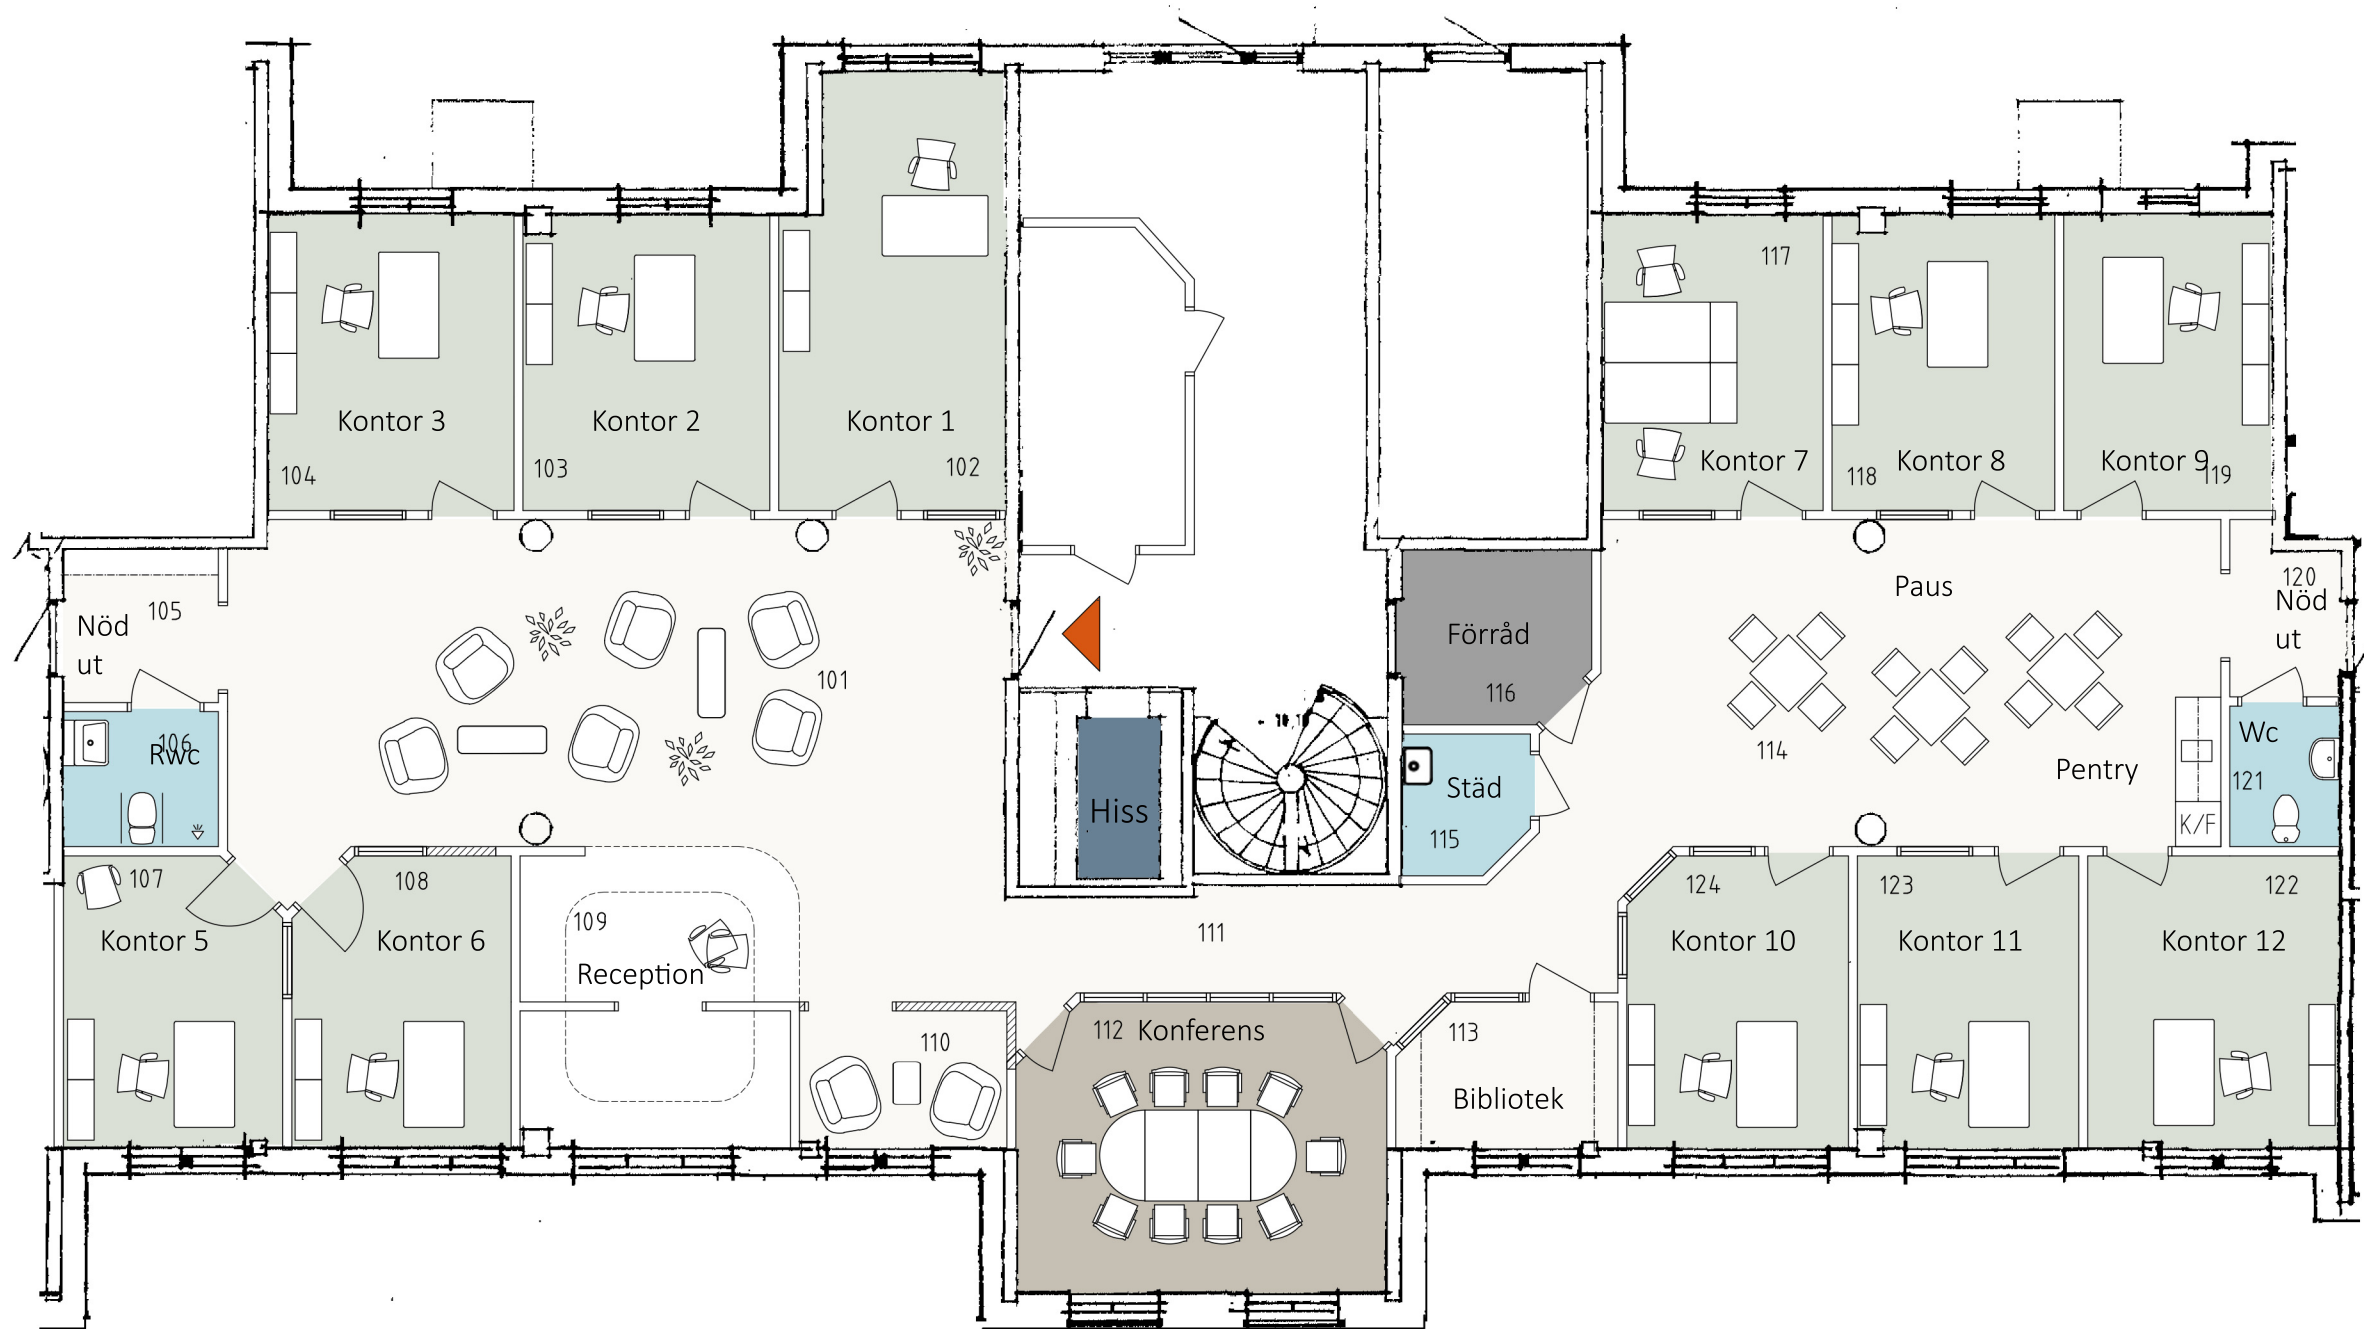 117
Kontor 3
Kontor 2
Kontor 1
104
103
102
Kontor 7
Kontor 8
Kontor 9
118
119
Paus
120
Nöd
ut
105
Nöd
ut
Förråd
101
116
106
Rwc
114
Wc
Pentry
121
Hiss
Städ
115
K/F
107
108
124
123
122
109
111
Kontor 5
Kontor 6
Kontor 10
Kontor 11
Kontor 12
Reception
110
112
Konferens
113
Bibliotek